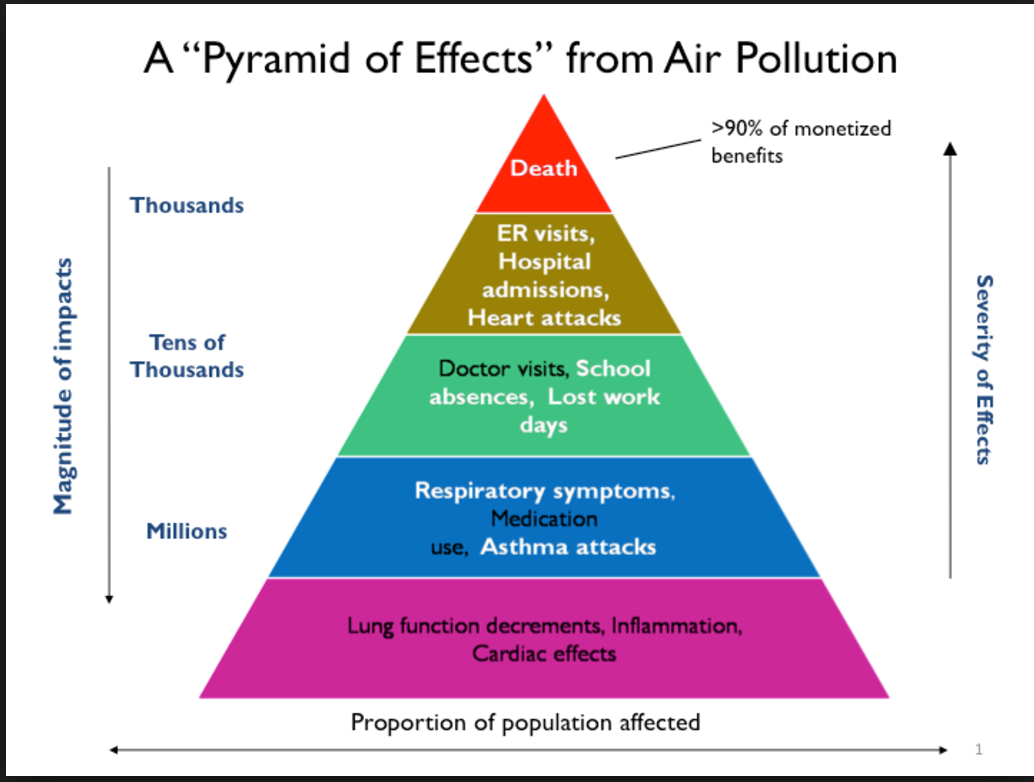 A “Pyramid of Effects” from Air Pollution
>90% of monetized
benefits
Death
Thousands
ER visits,
Hospital
admissions,
Heart attacks
Magnitude of impacts
Severity of Effects
Tens of
Thousands
Doctor visits, School
absences, Lost work
days
Respiratory symptoms,
Medication
use, Asthma attacks
Millions
Lung function decrements, Inflammation,
Cardiac effects
Proportion of population affected
1